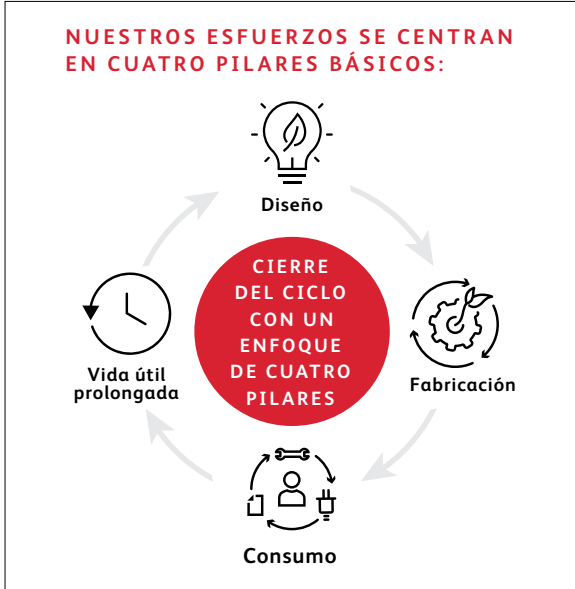 NUESTROS ESFUERZOS SE CENTRAN
EN CUATRO PILARES BÁSICOS:
Diseño
CIERRE
DEL CICLO
CON UN
ENFOQUE
DE CUATRO
PILARES
Vida útil
prolongada
Fabricación
Consumo